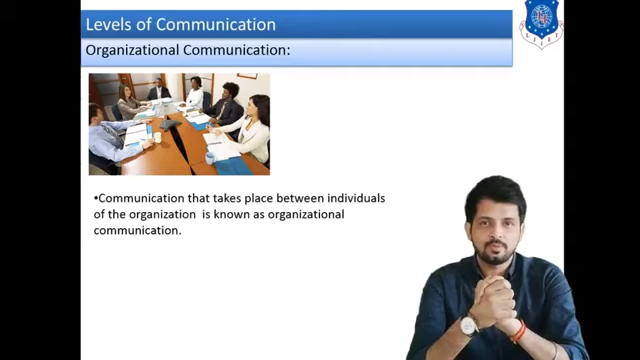 Levels of Communication
Organizational Communication:
•Communication that takes place between individuals
of the organization  is known as organizational
communication.